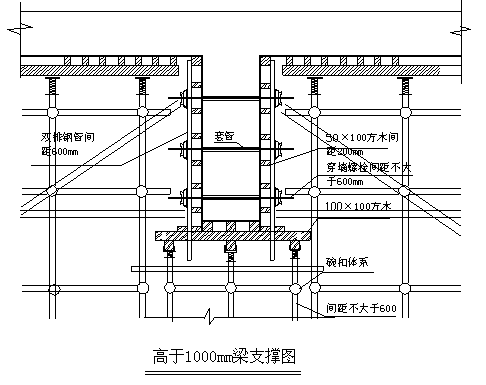 双排钢管间
距600mm
套管
50×100方木间
距200mm
穿墙螺栓间距不大
于600mm
100×100方木
碗扣体系
间距不大于600
高于1000mm梁支撑图